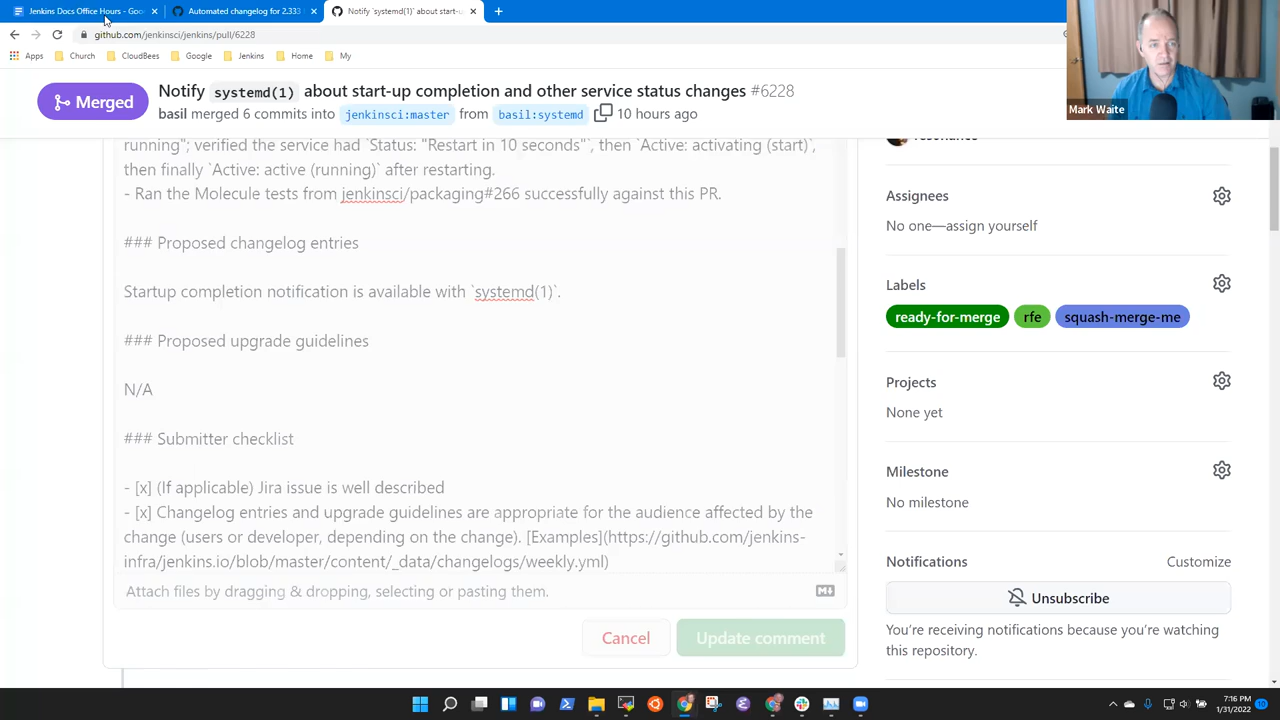 Jenkins Docs Office Hours - Goo
Automated changelog for 2.333
Notify `systemd(1)` about start-u
github.com/jenkinsci/jenkins/pull/6228
Apps
Church
CloudBees
Google
Jenkins
Home
My
Merged
Notify systemd(1) about start-up completion and other service status changes #6228
basil merged 6 commits into jenkinsci:master from basil:systemd 10 hours ago
Mark Waite
running"; verified the service had `Status: "Restart in 10 seconds"`, then `Active: activating (start)`,
then finally `Active: active (running)` after restarting.
- Ran the Molecule tests from jenkinsci/packaging#266 successfully against this PR.
### Proposed changelog entries
Startup completion notification is available with `systemd(1)`.
### Proposed upgrade guidelines
N/A
### Submitter checklist
- [x] (If applicable) Jira issue is well described
- [x] Changelog entries and upgrade guidelines are appropriate for the audience affected by the
change (users or developer, depending on the change). [Examples](https://github.com/jenkins-
infra/jenkins.io/blob/master/content/_data/changelogs/weekly.yml)
Attach files by dragging & dropping, selecting or pasting them.
Cancel
Update comment
Assignees
No one—assign yourself
Labels
ready-for-merge
rfe
squash-merge-me
Projects
None yet
Milestone
No milestone
Notifications
Customize
Unsubscribe
You're receiving notifications because you're watching
this repository.
7:16 PM
1/31/2022